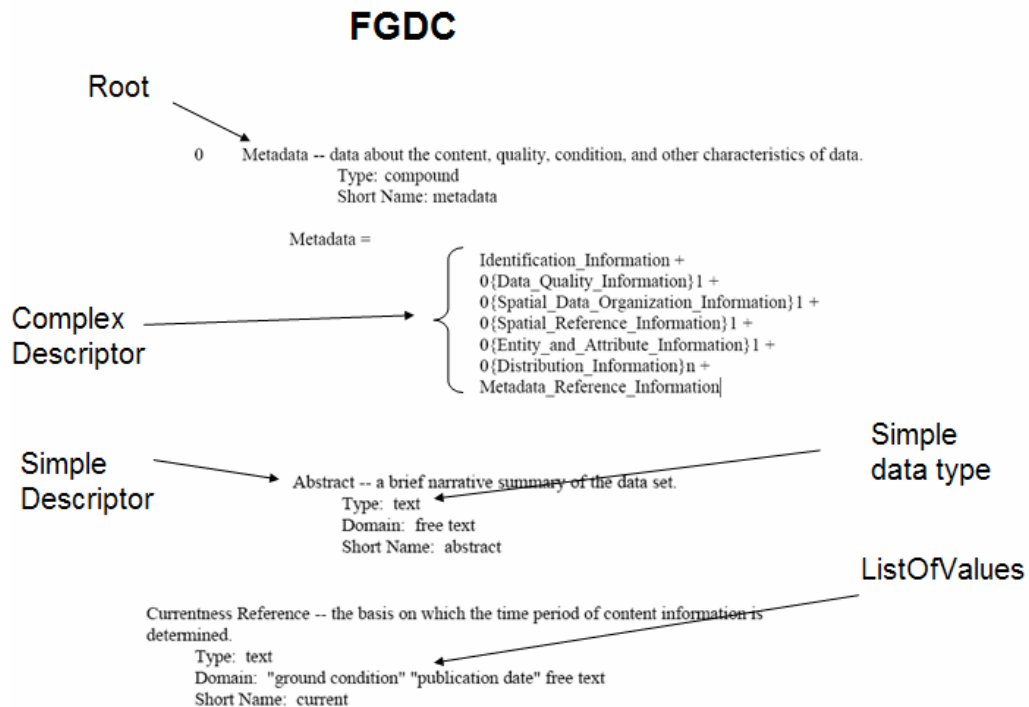 FGDC
Root
0 Metadata -- data about the content, quality, condition, and other characteristics of data.
Type: compound
Short Name: metadata
Metadata =
Identification_Information +
0{Data_Quality_Information}1 +
0{Spatial_Data_Organization_Information}1 +
0{Spatial_Reference_Information}1 +
0{Entity_and_Attribute_Information}1 +
0{Distribution_Information}n +
Metadata_Reference_Information
Complex
Descriptor
Simple
Descriptor
Simple
data type
Abstract -- a brief narrative summary of the data set.
Type: text
Domain: free text
Short Name: abstract
ListOfValues
Currentness Reference -- the basis on which the time period of content information is
determined.
Type: text
Domain: "ground condition" "publication date" free text
Short Name: current